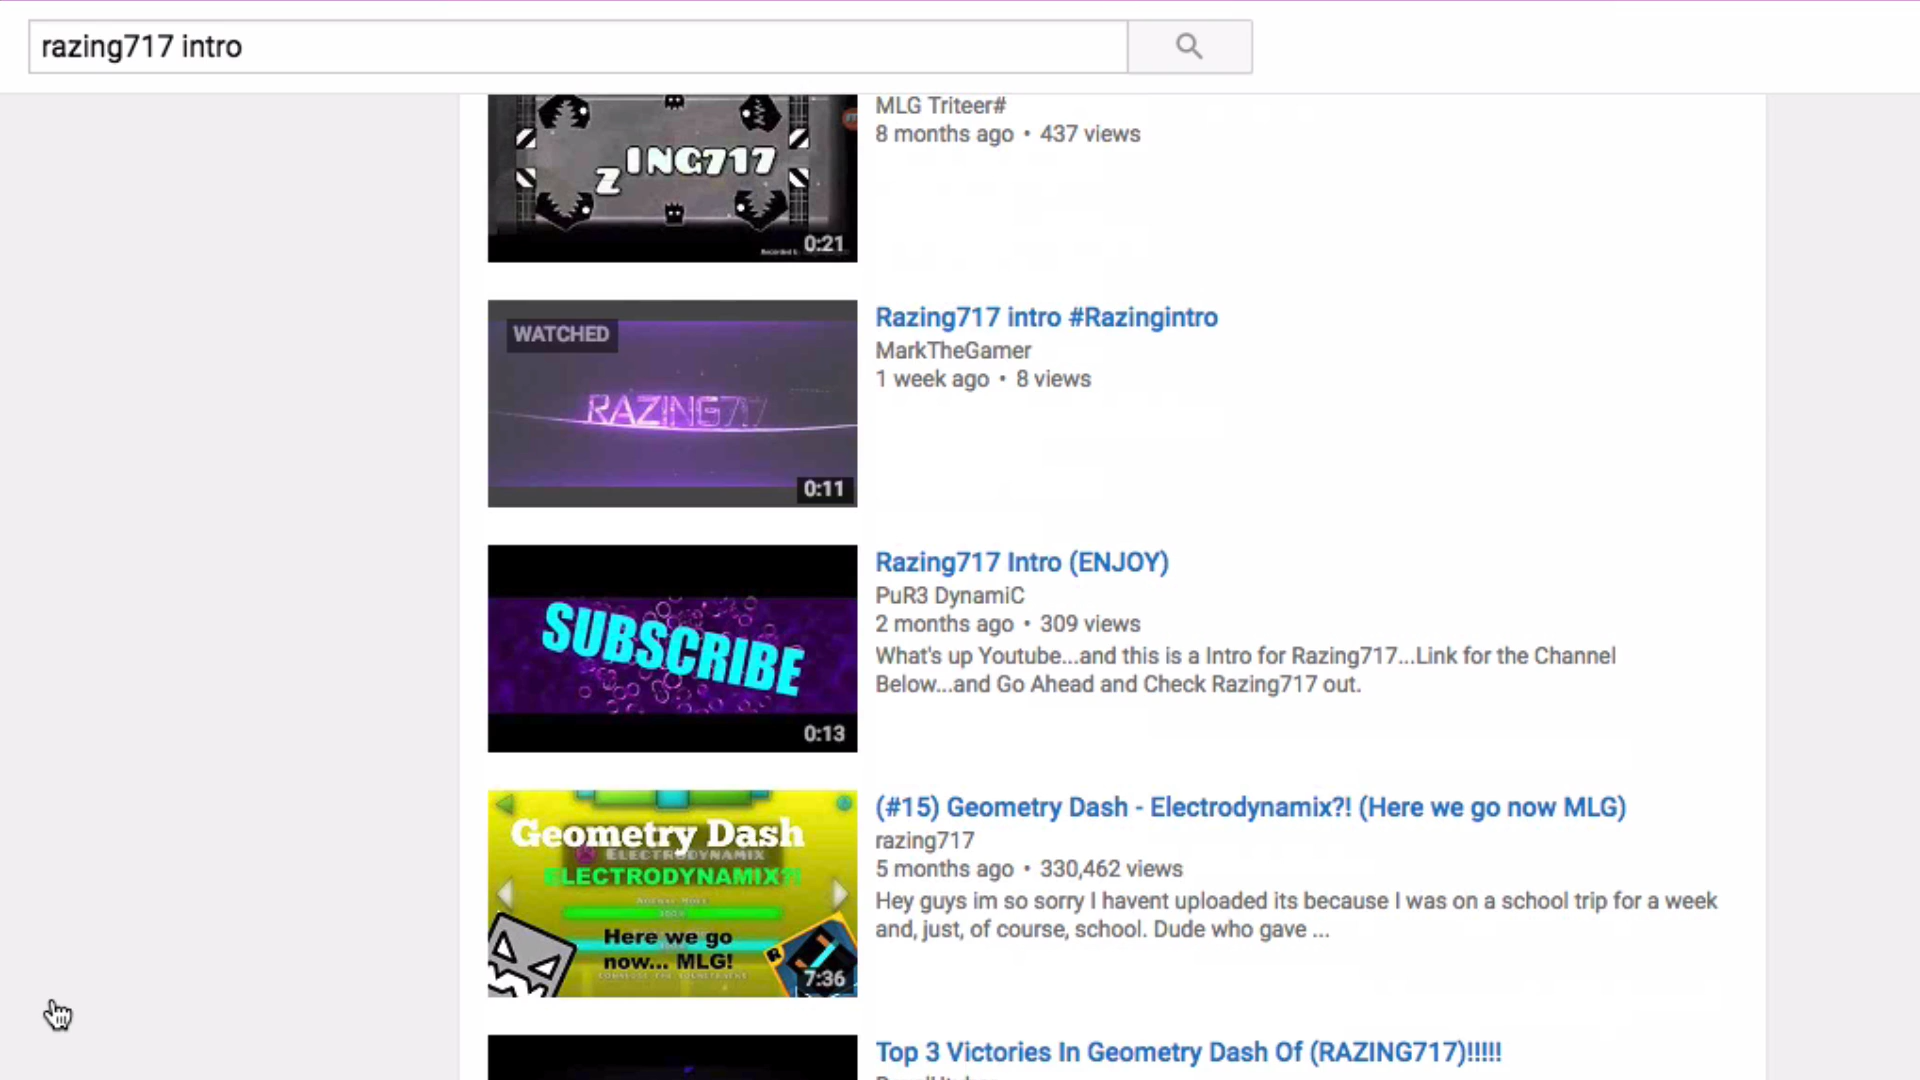 razing717 intro
MLG Triteer#
8 months ago • 437 views
ZING717
0:21
Razing717 intro #Razingintro
WATCHED
MarkTheGamer
1 week ago • 8 views
RAZING717
0:11
Razing717 Intro (ENJOY)
PuR3 DynamiC
2 months ago • 309 views
SUBSCRIBE
What's up Youtube...and this is a Intro for Razing717...Link for the Channel
Below...and Go Ahead and Check Razing717 out.
0:13
(#15) Geometry Dash - Electrodynamix?! (Here we go now MLG)
Geometry Dash
razing717
ELECTRODYNAMIX
5 months ago • 330,462 views
ELECTRODYNAMIX?!
Hey guys im so sorry I havent uploaded its because I was on a school trip for a week
and, just, of course, school. Dude who gave ...
Here we go
now... MLG!
R
7:36
Top 3 Victories In Geometry Dash Of (RAZING717)!!!!!